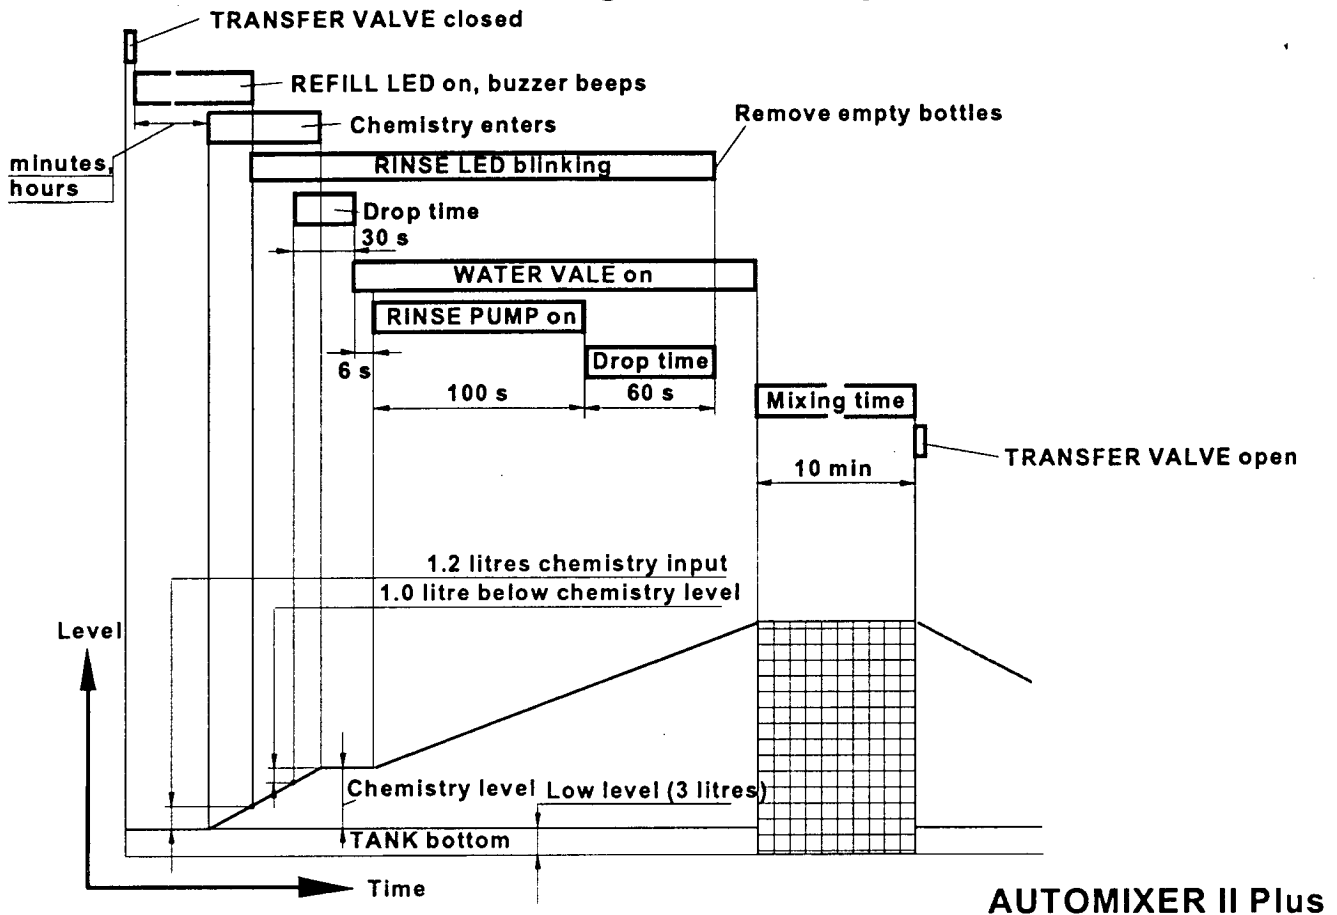 TRANSFER VALVE closed
REFILL LED on, buzzer beeps
Remove empty bottles
Chemistry enters
minutes,
hours
RINSE LED blinking
Drop time
30 s
WATER VALE on
RINSE PUMP on
6 s
Drop time
100 s
60 s
Mixing time
TRANSFER VALVE open
10 min
1.2 litres chemistry input
1.0 litre below chemistry level
Level
Chemistry level
Low level (3 litres)
TANK bottom
Time
AUTOMIXER II Plus